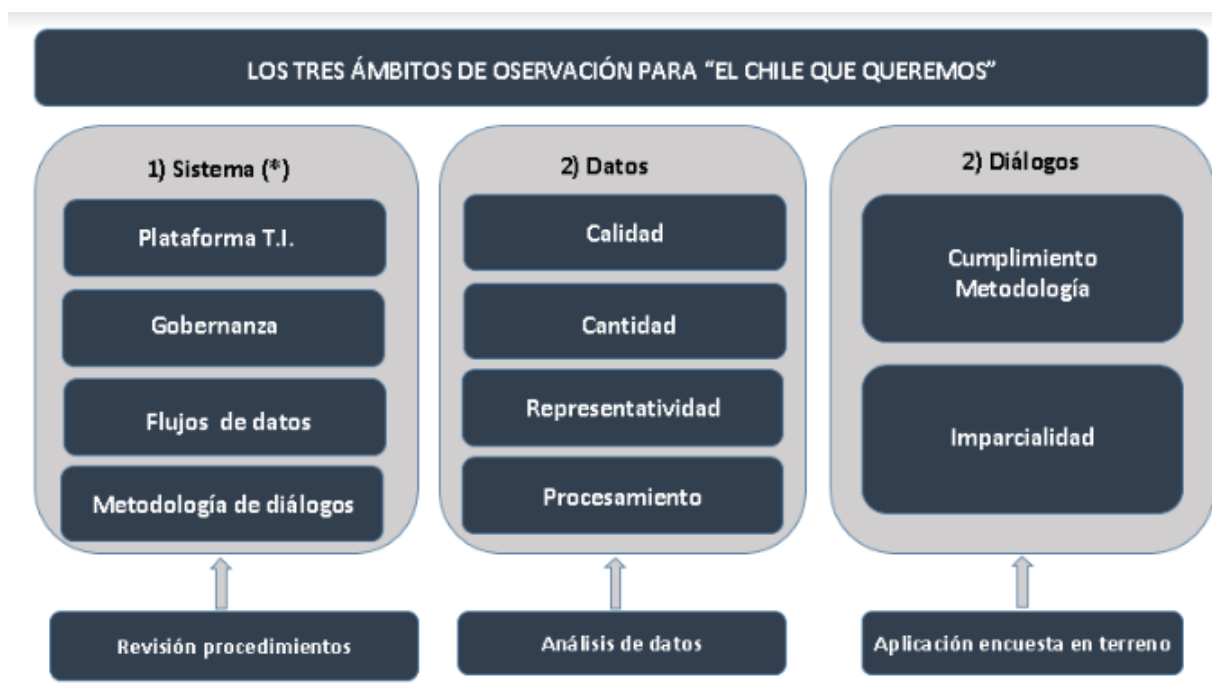 LOS TRES ÁMBITOS DE OSERVACIÓN PARA “EL CHILE QUE QUEREMOS”
1) Sistema (*)
Plataforma T.I.
Gobernanza
Flujos de datos
Metodología de diálogos
Revisión procedimientos
2) Datos
Calidad
Cantidad
Representatividad
Procesamiento
Análisis de datos
2) Diálogos
Cumplimiento
Metodología
Imparcialidad
Aplicación encuesta en terreno